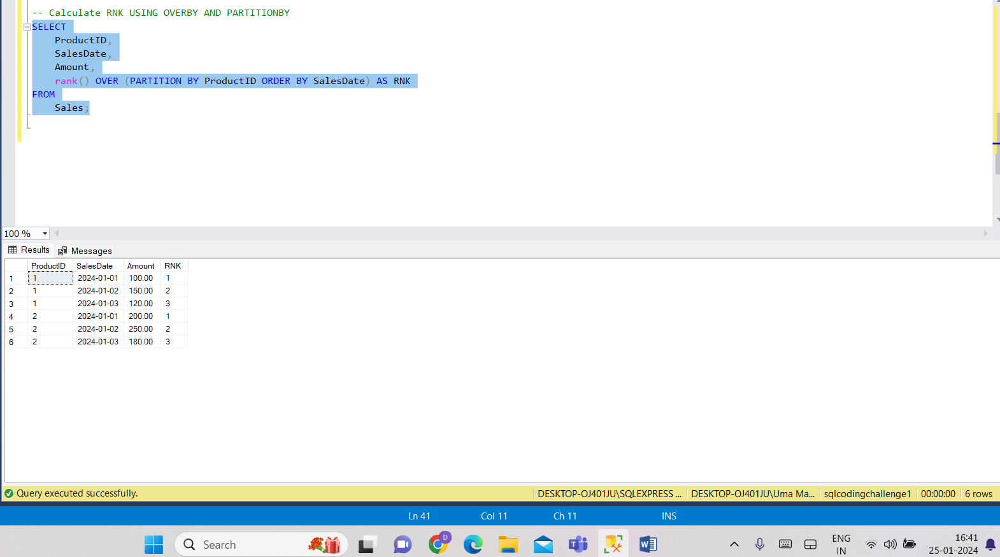 -- Calculate RNK USING OVERBY AND PARTITIONBY
SELECT
ProductID,
SalesDate,
Amount,
rank() OVER (PARTITION BY ProductID ORDER BY SalesDate) AS RNK
FROM
Sales;
100 %
Results Messages
ProductID SalesDate Amount RNK
1 1 2024-01-01 100.00 1
2 1 2024-01-02 150.00 2
3 1 2024-01-03 120.00 3
4 2 2024-01-01 200.00 1
5 2 2024-01-02 250.00 2
6 2 2024-01-03 180.00 3
Query executed successfully. DESKTOP-OJ401JU\SQLEXPRESS ... DESKTOP-OJ401JU\Uma Ma... sqlcodingchallenge1 00:00:00 6 rows
Ln 41 Col 11 Ch 11 INS
Search D W ENG 16:41
IN 25-01-2024